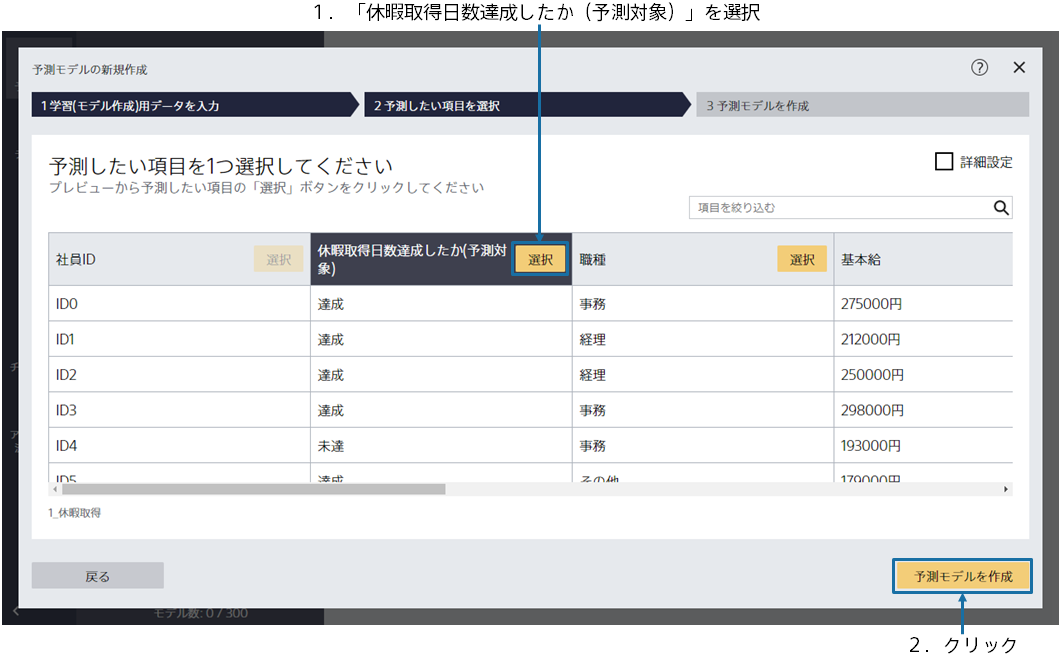 １．「休暇取得日数達成したか（予測対象）」を選択
予測モデルの新規作成
1 学習(モデル作成)用データを入力 2 予測したい項目を選択 3 予測モデルを作成
予測したい項目を1つ選択してください
詳細設定
プレビューから予測したい項目の「選択」ボタンをクリックしてください
項目を絞り込む
社員ID 選択 休暇取得日数達成したか(予測対象) 選択 職種 選択 基本給
ID0 達成 事務 275000円
ID1 達成 経理 212000円
ID2 達成 経理 250000円
ID3 達成 事務 298000円
ID4 未達 事務 193000円
ID5 達成 その他 179000円
1_休暇取得
戻る 予測モデルを作成
モデル数: 0 / 300
２．クリック